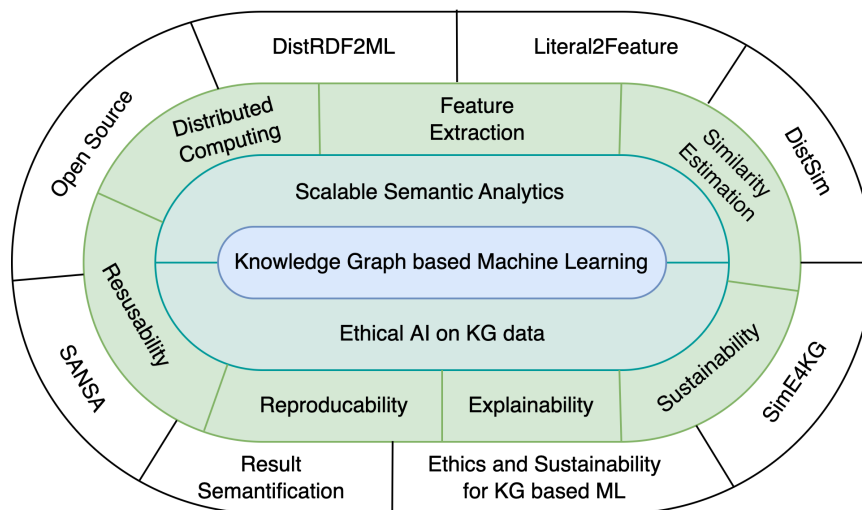 DistRDF2ML
Literal2Feature
Open Source
Distributed
Computing
Feature
Extraction
Similarity
Estimation
DistSim
Scalable Semantic Analytics
Knowledge Graph based Machine Learning
Resusability
Ethical AI on KG data
Sustainability
SANSA
SimE4KG
Reproducability
Explainability
Result
Semantification
Ethics and Sustainability
for KG based ML